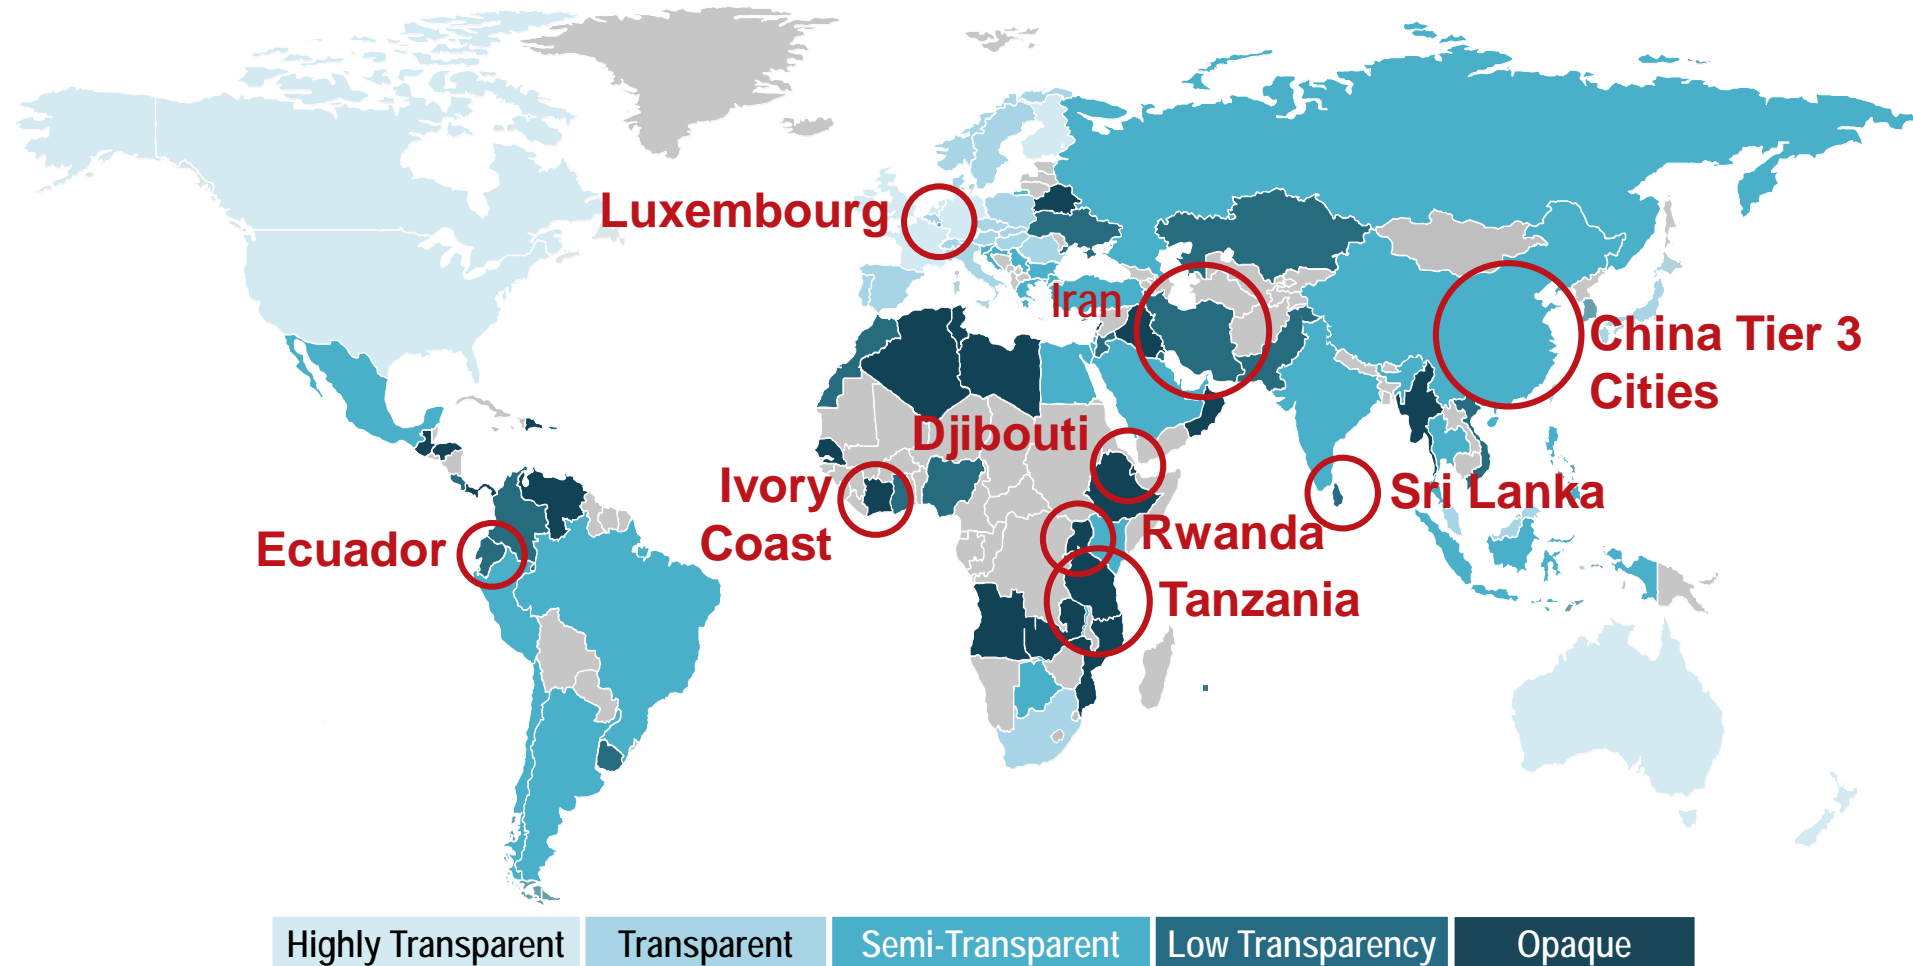 Luxembourg
Iran
China Tier 3
Cities
Djibouti
Ivory
Coast
Sri Lanka
Ecuador
Rwanda
Tanzania
Highly Transparent
Transparent
Semi-Transparent
Low Transparency
Opaque